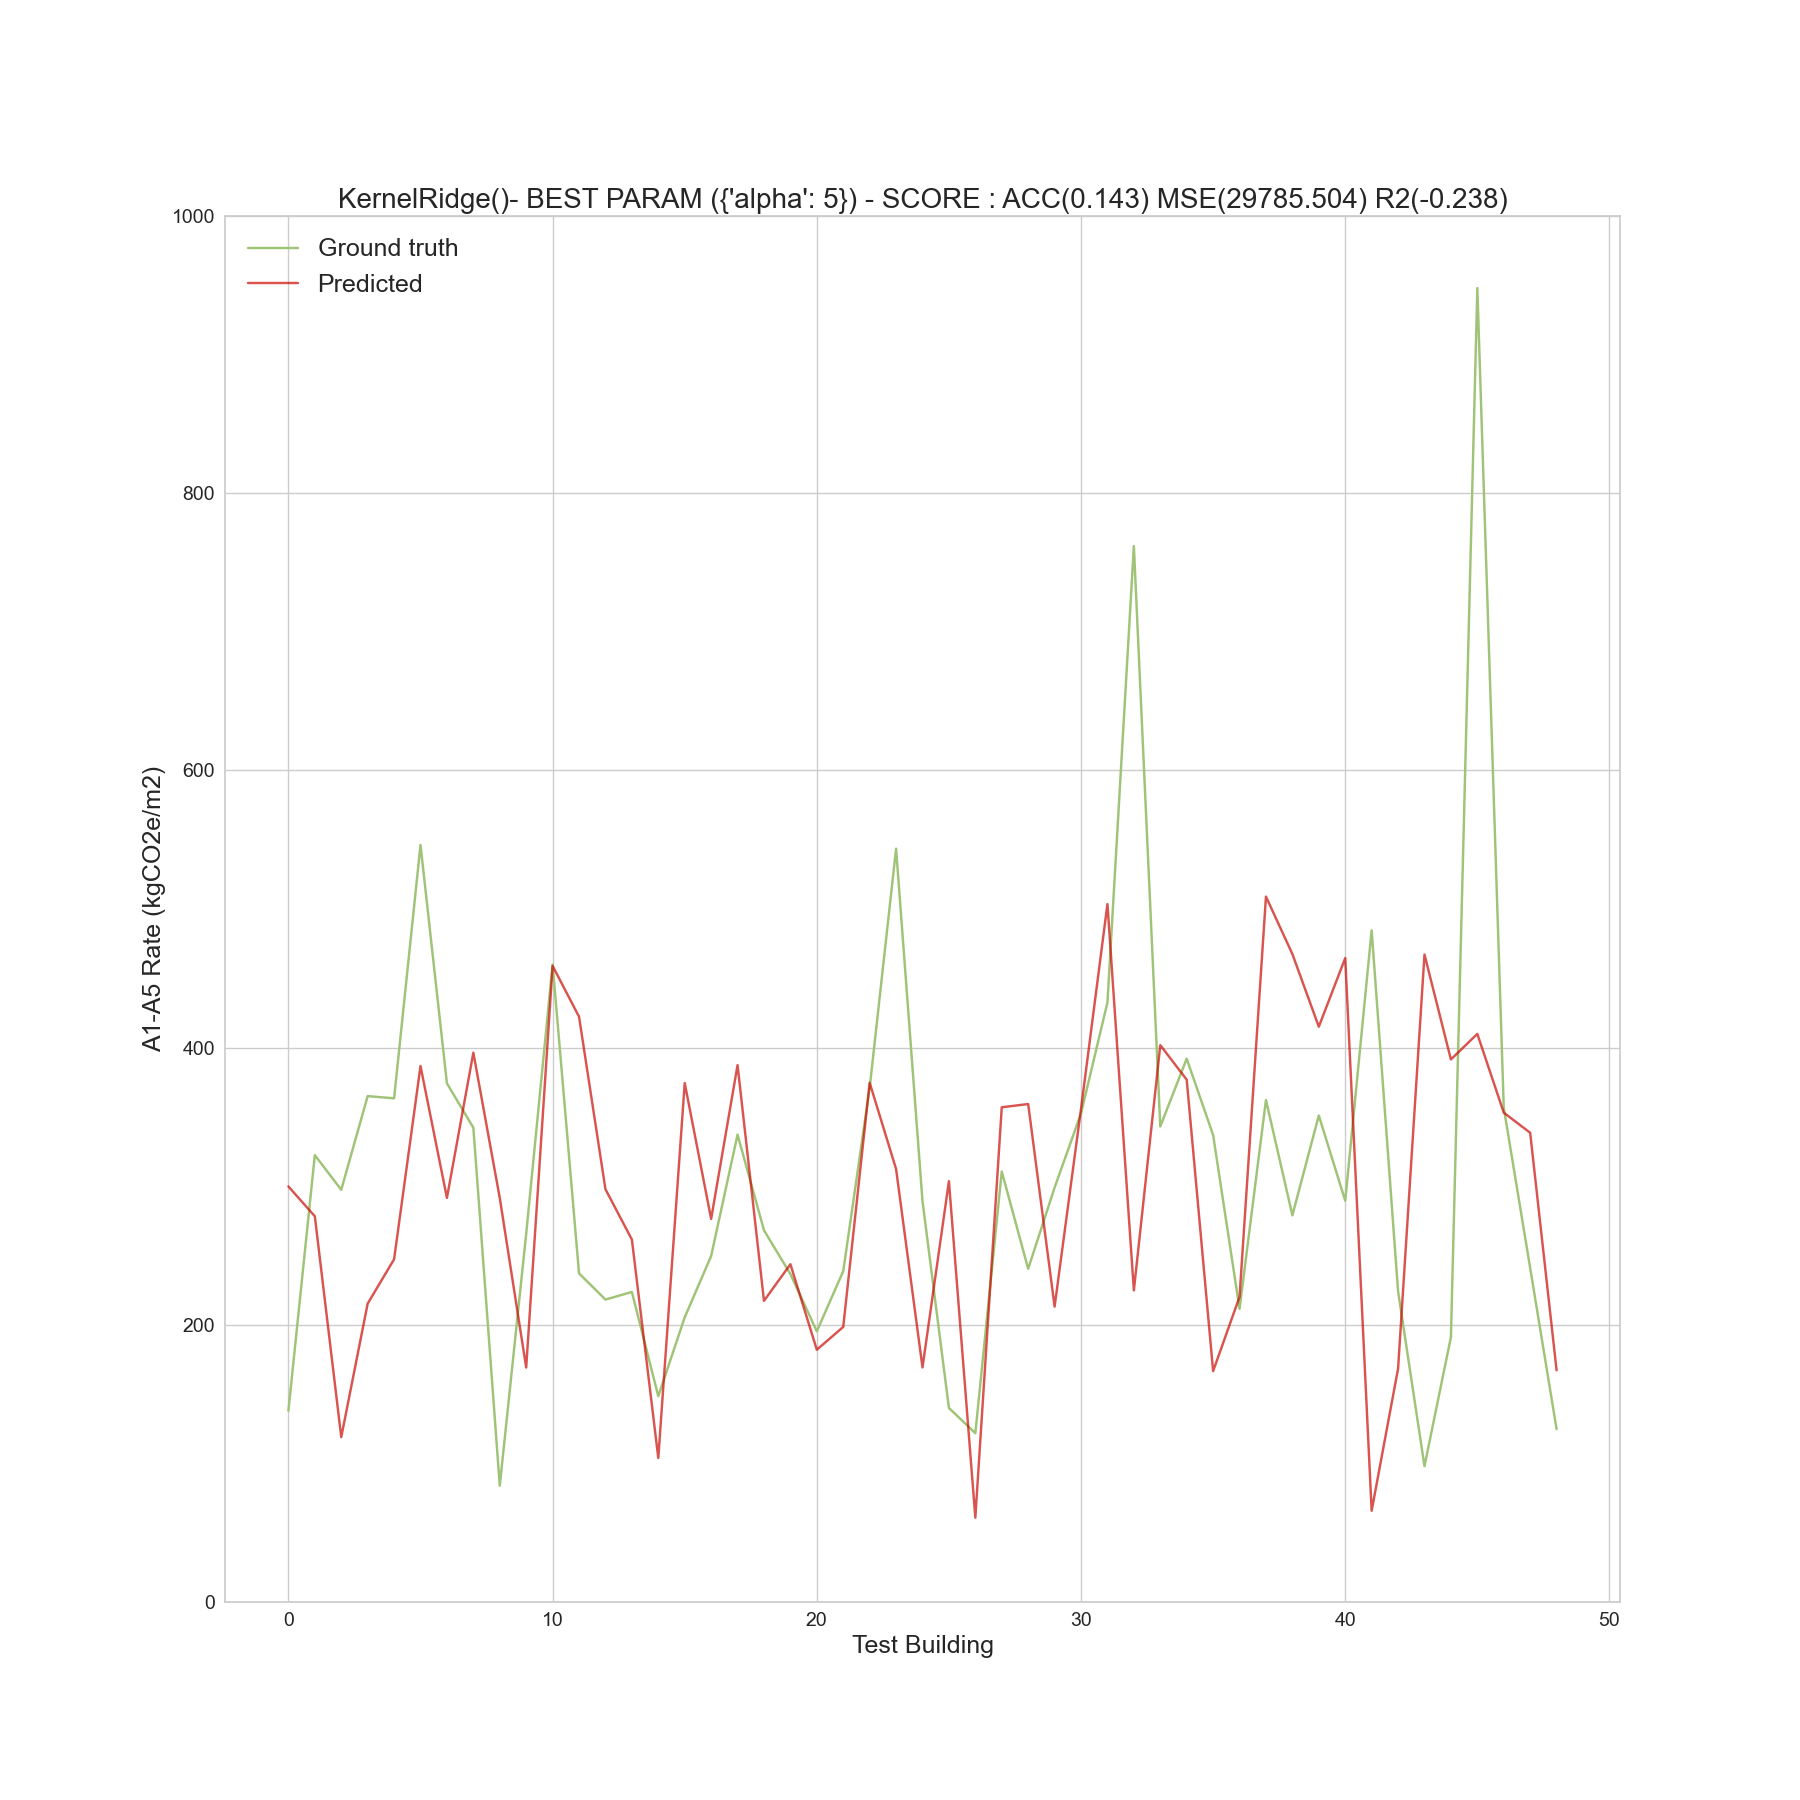 KernelRidge()- BEST PARAM ({'alpha': 5}) - SCORE : ACC(0.143) MSE(29785.504) R2(-0.238)
1000
800
600
400
200
0
A1-A5 Rate (kgCO2e/m2)
Ground truth
Predicted
0 10 20 30 40 50
Test Building